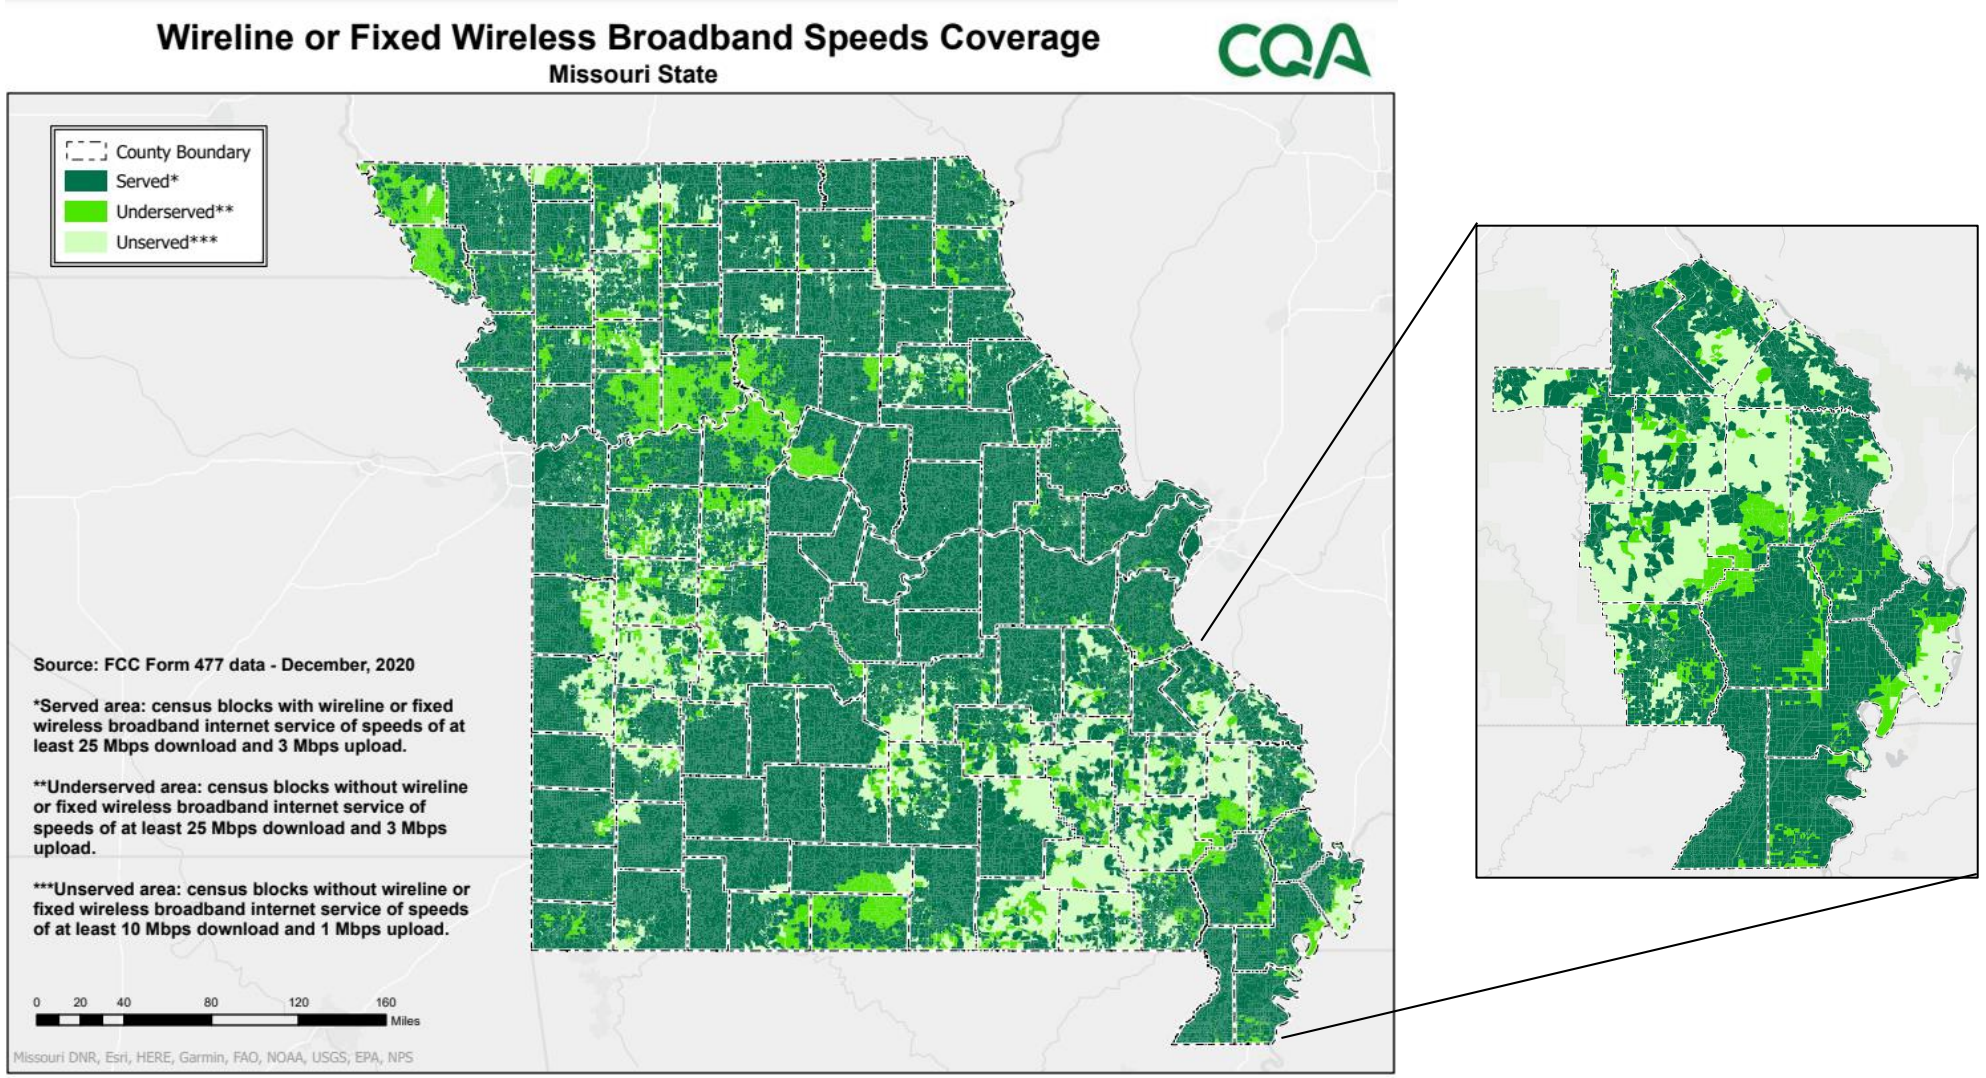 Wireline or Fixed Wireless Broadband Speeds Coverage
Missouri State
CQA
County Boundary
Served*
Underserved**
Unserved***
Source: FCC Form 477 data - December, 2020
*Served area: census blocks with wireline or fixed
wireless broadband internet service of speeds of at
least 25 Mbps download and 3 Mbps upload.
**Underserved area: census blocks without wireline
or fixed wireless broadband internet service of
speeds of at least 25 Mbps download and 3 Mbps
upload.
***Unserved area: census blocks without wireline or
fixed wireless broadband internet service of speeds
of at least 10 Mbps download and 1 Mbps upload.
0 20 40 80 120 160
Miles
Missouri DNR, Esri, HERE, Garmin, FAO, NOAA, USGS, EPA, NPS